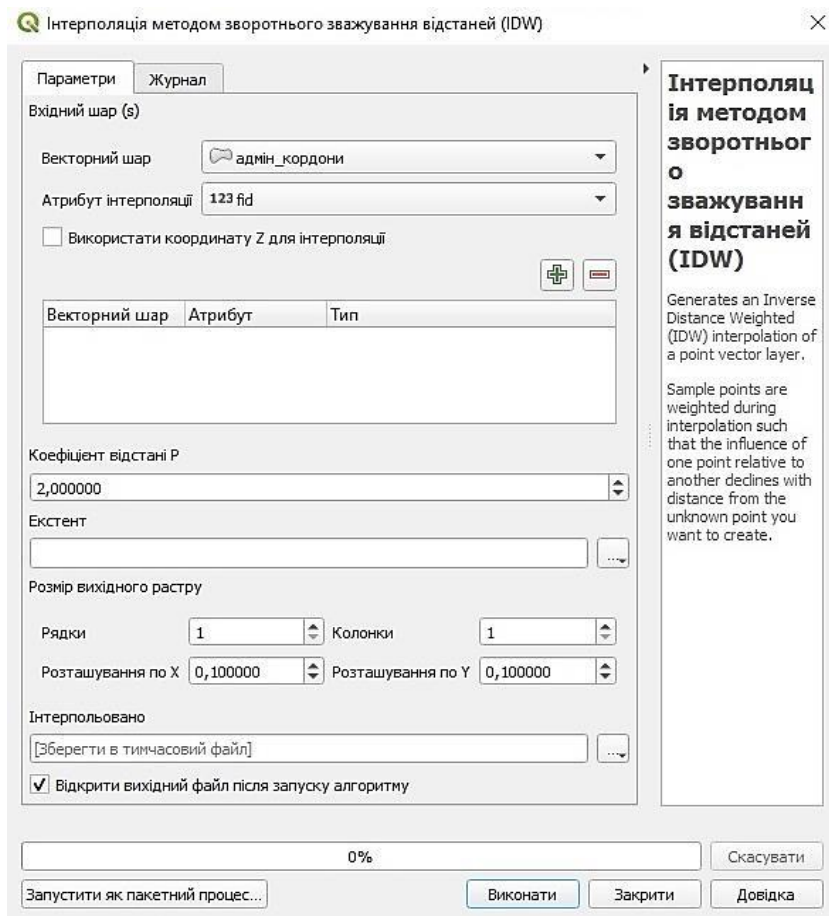 Інтерполяція методом зворотнього зважування відстаней (IDW)
Параметри
Журнал
Вхідний шар (s)
Векторний шар
адмін_кордони
Атрибут інтерполяції
123 fid
Використати координату Z для інтерполяції
Векторний шар
Атрибут
Тип
Коефіцієнт відстані P
2,000000
Екстент
...
Розмір вихідного растру
Рядки
1
Колонки
1
Розташування по X
0,100000
Розташування по Y
0,100000
Інтерпольовано
[Зберегти в тимчасовий файл]
...
Відкрити вихідний файл після запуску алгоритму
0%
Скасувати
Запустити як пакетний процес...
Виконати
Закрити
Довідка
Інтерполяц
ія методом
зворотньог
о
зважуванн
я відстаней
(IDW)
Generates an Inverse
Distance Weighted
(IDW) interpolation of
a point vector layer.
Sample points are
weighted during
interpolation such
that the influence of
one point relative to
another declines with
distance from the
unknown point you
want to create.